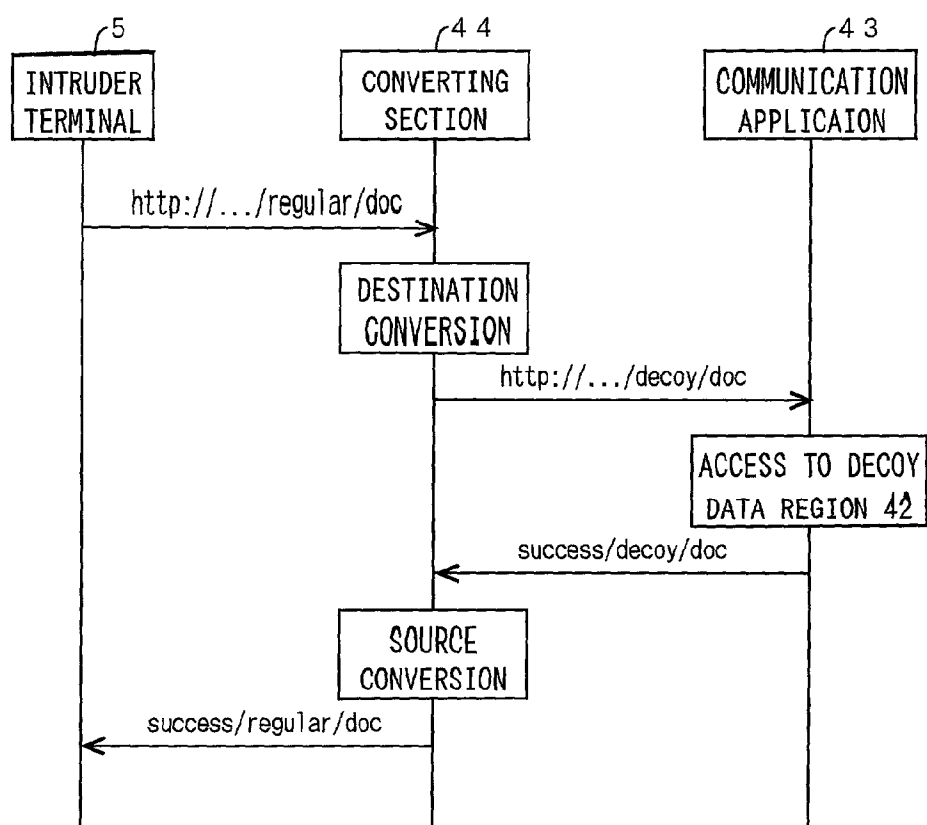 5
44
43
INTRUDER
TERMINAL
CONVERTING
SECTION
COMMUNICATION
APPLICAION
http://.../regular/doc
DESTINATION
CONVERSION
http://.../decoy/doc
ACCESS TO DECOY
DATA REGION 42
success/decoy/doc
SOURCE
CONVERSION
success/regular/doc